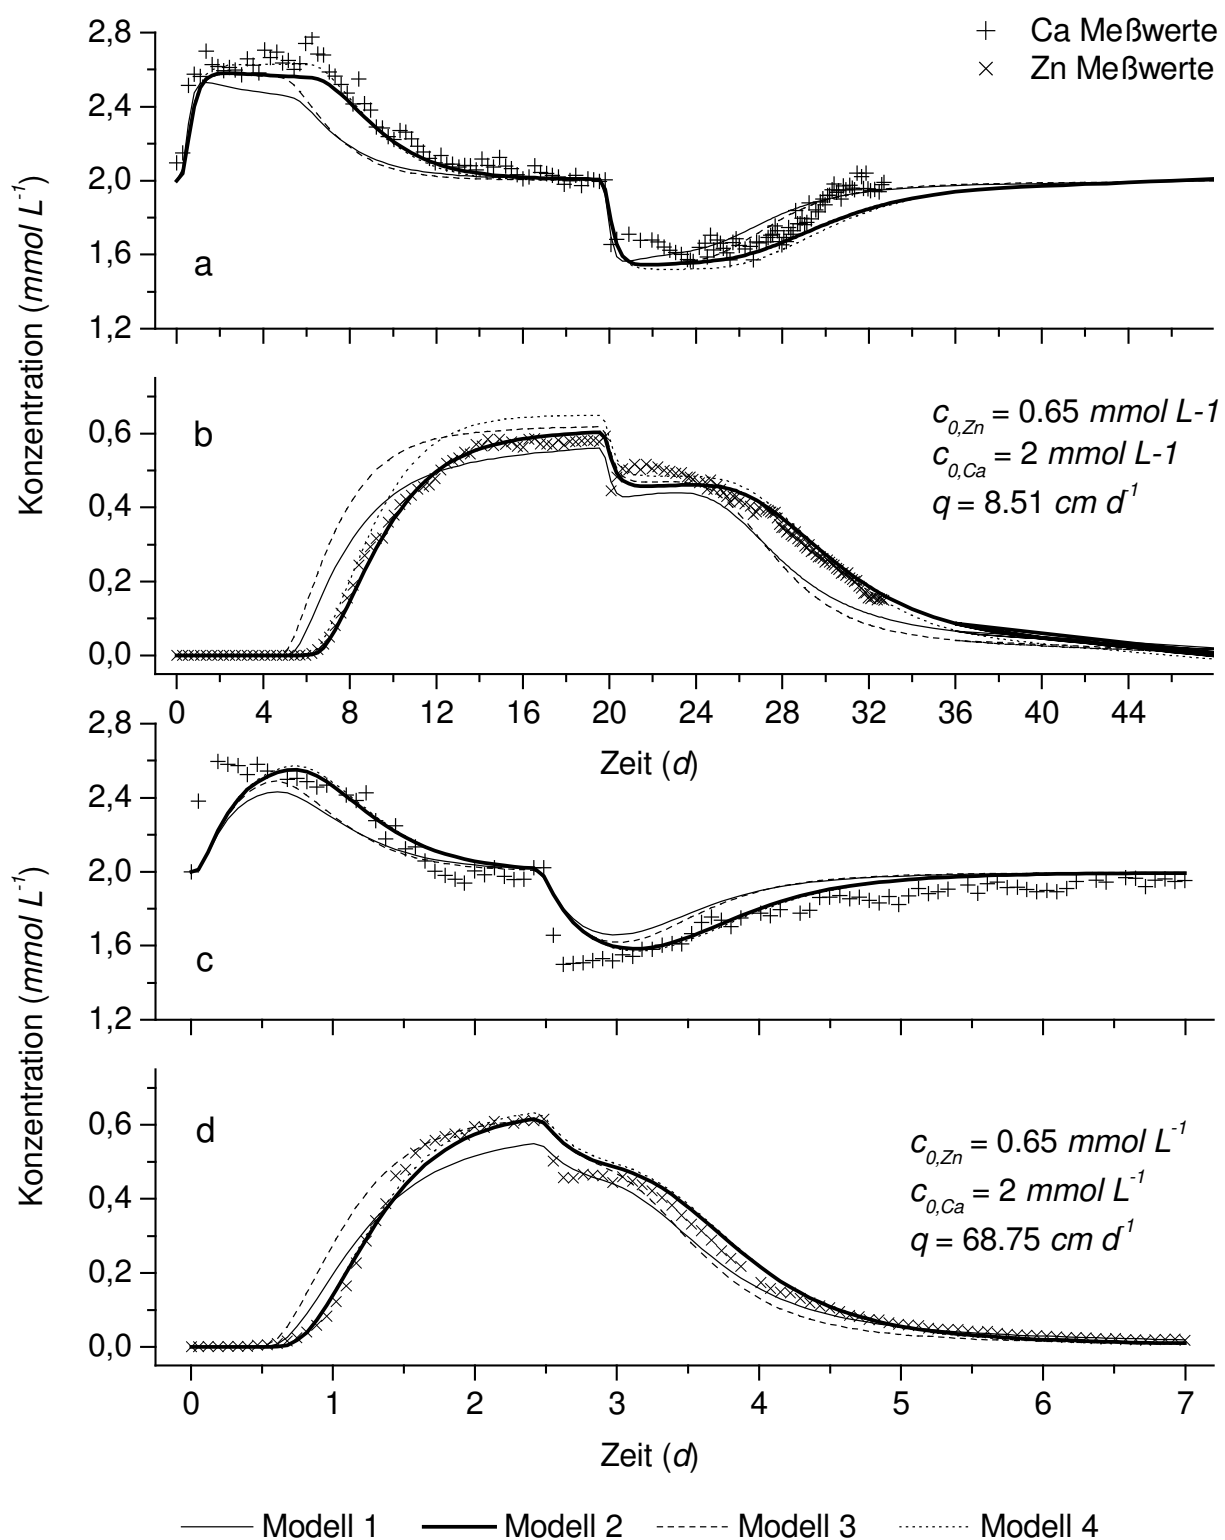 2,8
2,4
2,0
1,6
1,2
+ Ca Meßwerte
× Zn Meßwerte
a
Konzentration (mmol L⁻¹)
0,6
0,4
0,2
0,0
b
c₀,Zn = 0.65 mmol L-1
c₀,Ca = 2 mmol L-1
q = 8.51 cm d⁻¹
0 4 8 12 16 20 24 28 32 36 40 44
Zeit (d)
2,8
2,4
2,0
1,6
1,2
c
Konzentration (mmol L⁻¹)
0,6
0,4
0,2
0,0
d
c₀,Zn = 0.65 mmol L⁻¹
c₀,Ca = 2 mmol L⁻¹
q = 68.75 cm d⁻¹
0 1 2 3 4 5 6 7
Zeit (d)
Modell 1 Modell 2 Modell 3 Modell 4